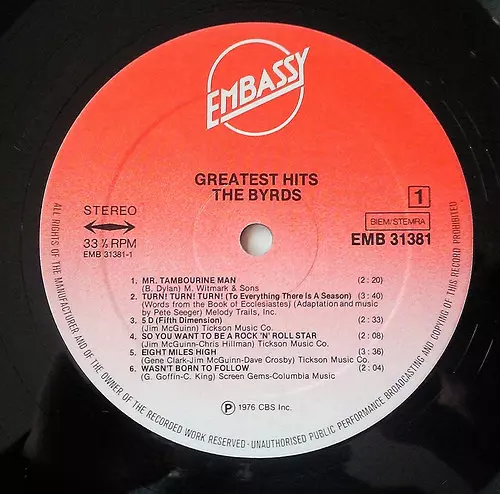 EMBASSY
GREATEST HITS
THE BYRDS
1
STEREO
33 ⅓ RPM
EMB 31381-1
BIEM/STEMRA
EMB 31381
1. MR. TAMBOURINE MAN (2:20)
(B. Dylan) M. Witmark & Sons
2. TURN! TURN! TURN! (To Everything There Is A Season) (3:40)
(Words from the Book of Ecclesiastes) (Adaptation and music
by Pete Seeger) Melody Trails, Inc.
3. 5 D (Fifth Dimension) (2:33)
(Jim McGuinn) Tickson Music Co.
4. SO YOU WANT TO BE A ROCK 'N' ROLL STAR (2:08)
(Jim McGuinn-Chris Hillman) Tickson Music Co.
5. EIGHT MILES HIGH (3:36)
(Gene Clark-Jim McGuinn-Dave Crosby) Tickson Music Co.
6. WASN'T BORN TO FOLLOW (2:04)
(G. Goffin-C. King) Screen Gems-Columbia Music
Ⓟ 1976 CBS Inc.
ALL RIGHTS OF THE MANUFACTURER AND OF THE OWNER OF THE RECORDED WORK RESERVED - UNAUTHORISED PUBLIC PERFORMANCE BROADCASTING AND COPYING OF THIS RECORD PROHIBITED